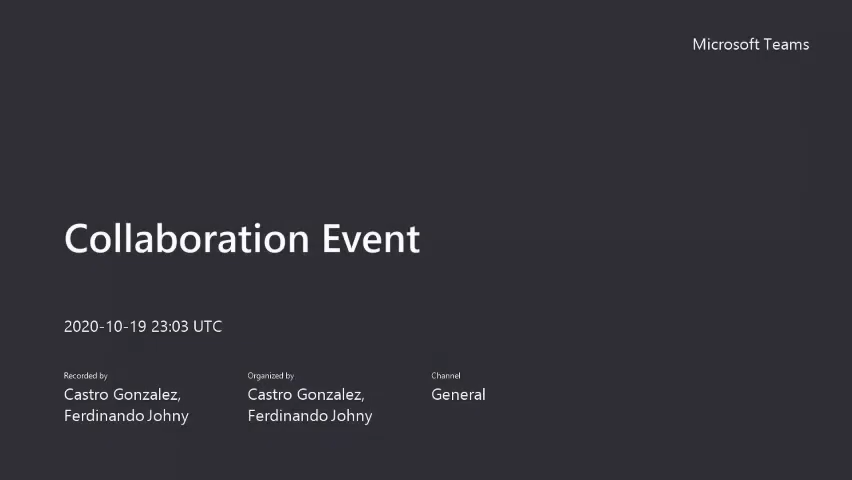 Microsoft Teams
Collaboration Event
2020-10-19 23:03 UTC
Recorded by
Castro Gonzalez,
Ferdinando Johny
Organized by
Castro Gonzalez,
Ferdinando Johny
Channel
General